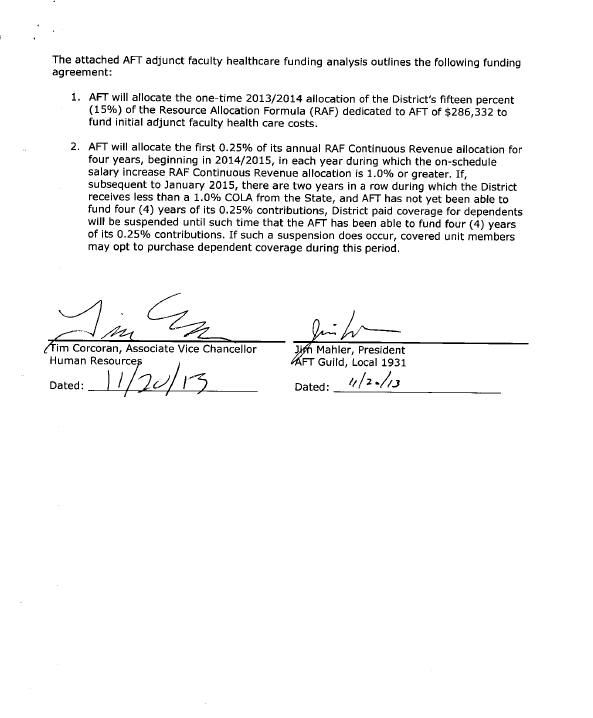 The attached AFT adjunct faculty healthcare funding analysis outlines the following funding
agreement:
1. AFT will allocate the one-time 2013/2014 allocation of the District's fifteen percent
(15%) of the Resource Allocation Formula (RAF) dedicated to AFT of $286,332 to
fund initial adjunct faculty health care costs.
2. AFT will allocate the first 0.25% of its annual RAF Continuous Revenue allocation for
four years, beginning in 2014/2015, in each year during which the on-schedule
salary increase RAF Continuous Revenue allocation is 1.0% or greater. If,
subsequent to January 2015, there are two years in a row during which the District
receives less than a 1.0% COLA from the State, and AFT has not yet been able to
fund four (4) years of its 0.25% contributions, District paid coverage for dependents
will be suspended until such time that the AFT has been able to fund four (4) years
of its 0.25% contributions. If such a suspension does occur, covered unit members
may opt to purchase dependent coverage during this period.
Tim Corcoran, Associate Vice Chancellor
Human Resources
Dated: 11/20/13
Jim Mahler, President
AFT Guild, Local 1931
Dated: 11/20/13